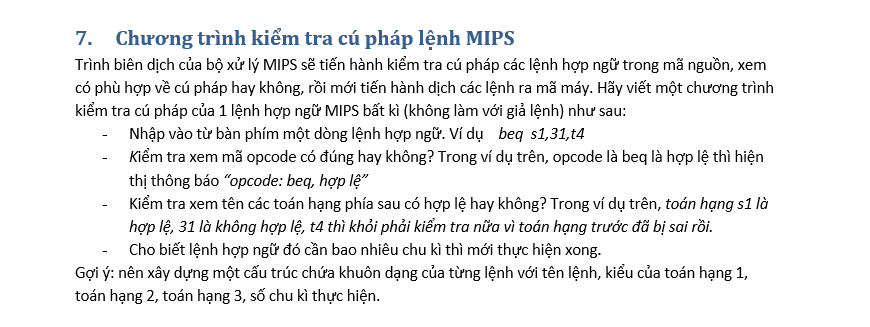 7. Chương trình kiểm tra cú pháp lệnh MIPS
Trình biên dịch của bộ xử lý MIPS sẽ tiến hành kiểm tra cú pháp các lệnh hợp ngữ trong mã nguồn, xem
có phù hợp về cú pháp hay không, rồi mới tiến hành dịch các lệnh ra mã máy. Hãy viết một chương trình
kiểm tra cú pháp của 1 lệnh hợp ngữ MIPS bất kì (không làm với giả lệnh) như sau:
- Nhập vào từ bàn phím một dòng lệnh hợp ngữ. Ví dụ beq s1,31,t4
- Kiểm tra xem mã opcode có đúng hay không? Trong ví dụ trên, opcode là beq là hợp lệ thì hiện
thị thông báo “opcode: beq, hợp lệ”
- Kiểm tra xem tên các toán hạng phía sau có hợp lệ hay không? Trong ví dụ trên, toán hạng s1 là
hợp lệ, 31 là không hợp lệ, t4 thì khỏi phải kiểm tra nữa vì toán hạng trước đã bị sai rồi.
- Cho biết lệnh hợp ngữ đó cần bao nhiêu chu kì thì mới thực hiện xong.
Gợi ý: nên xây dựng một cấu trúc chứa khuôn dạng của từng lệnh với tên lệnh, kiểu của toán hạng 1,
toán hạng 2, toán hạng 3, số chu kì thực hiện.